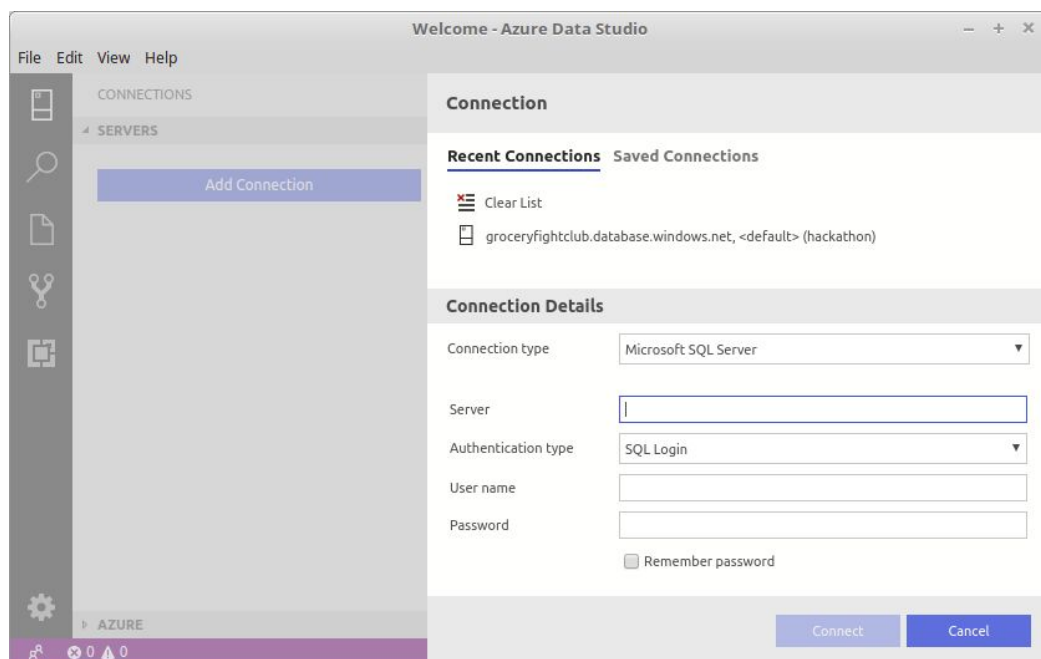 Welcome - Azure Data Studio
File Edit View Help
CONNECTIONS
SERVERS
Add Connection
AZURE
0 0
Connection
Recent Connections Saved Connections
Clear List
groceryfightclub.database.windows.net, <default> (hackathon)
Connection Details
Connection type Microsoft SQL Server
Server
Authentication type SQL Login
User name
Password
Remember password
Connect Cancel